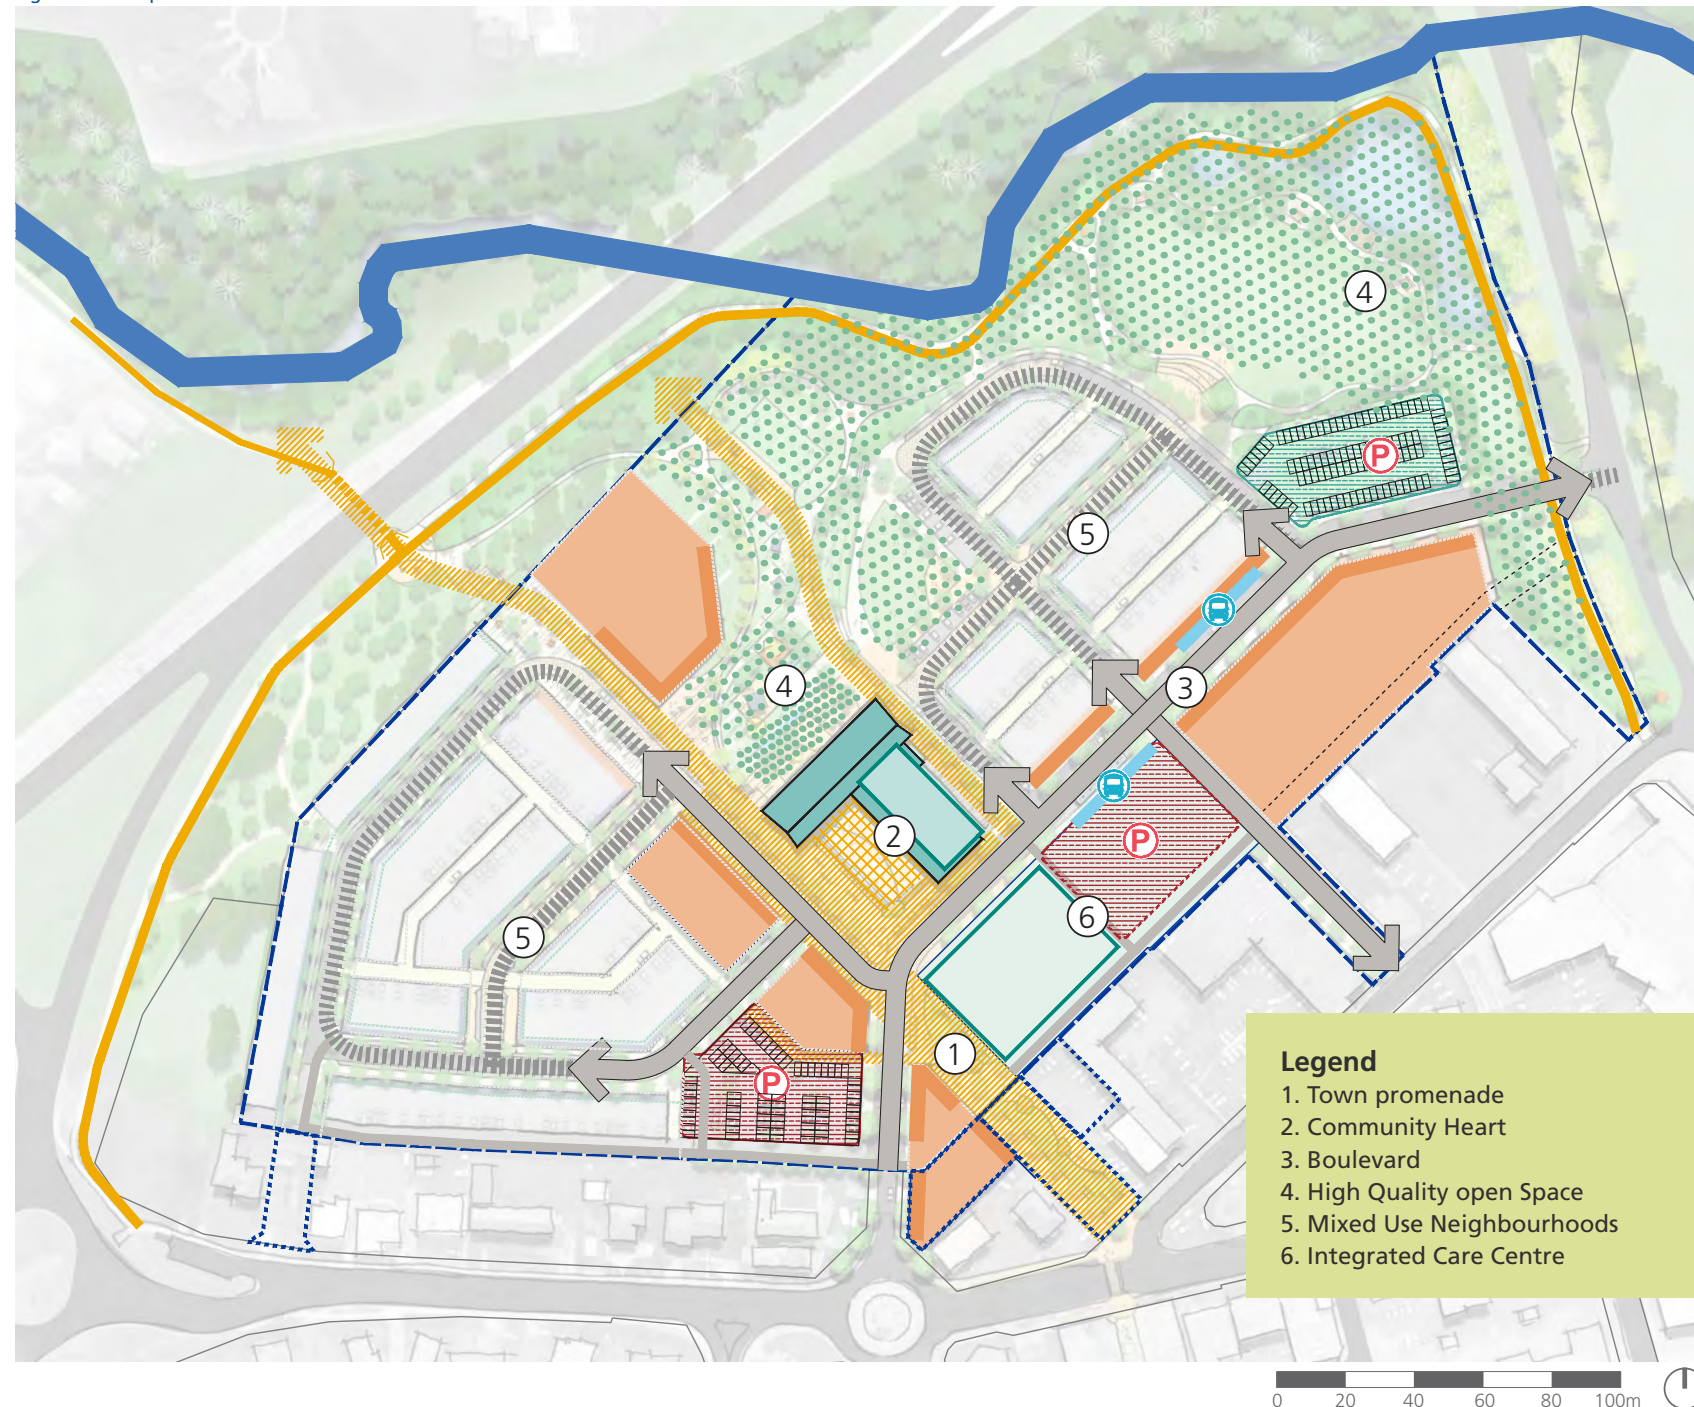 4
P
5
4
3
P
2
6
5
1
P
Legend
1. Town promenade
2. Community Heart
3. Boulevard
4. High Quality open Space
5. Mixed Use Neighbourhoods
6. Integrated Care Centre
0 20 40 60 80 100m